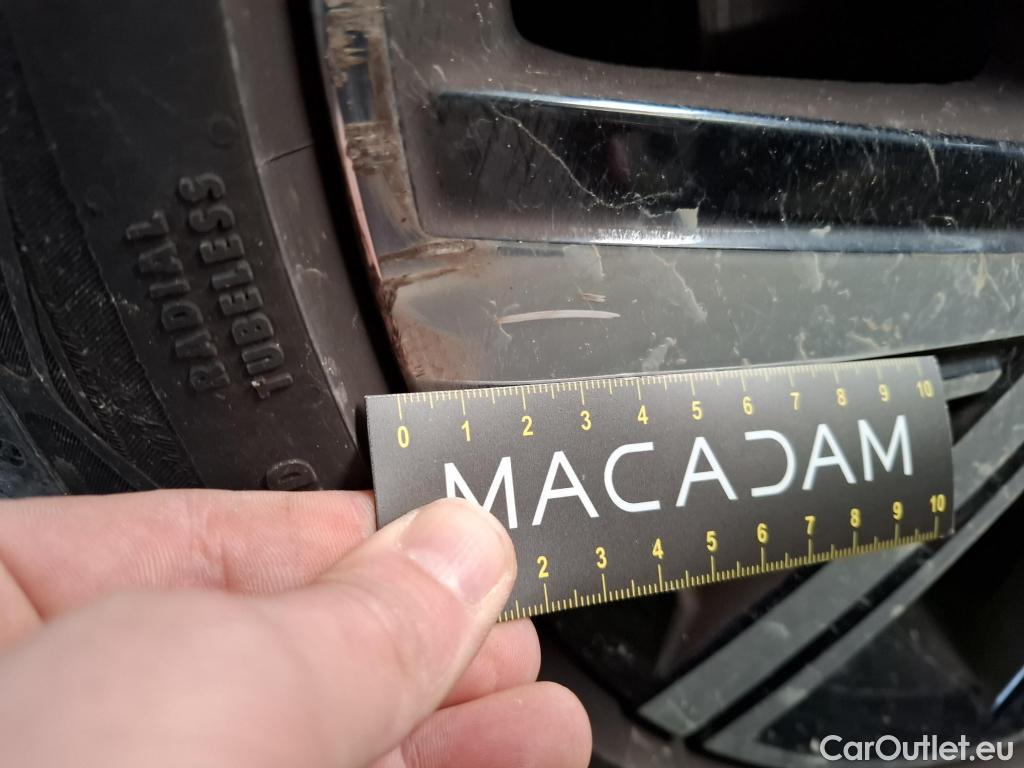 RADIAL
TUBELESS
D
0 1 2 3 4 5 6 7 8 9 10
MACADAM
2 3 4 5 6 7 8 9 10
CarOutlet.eu